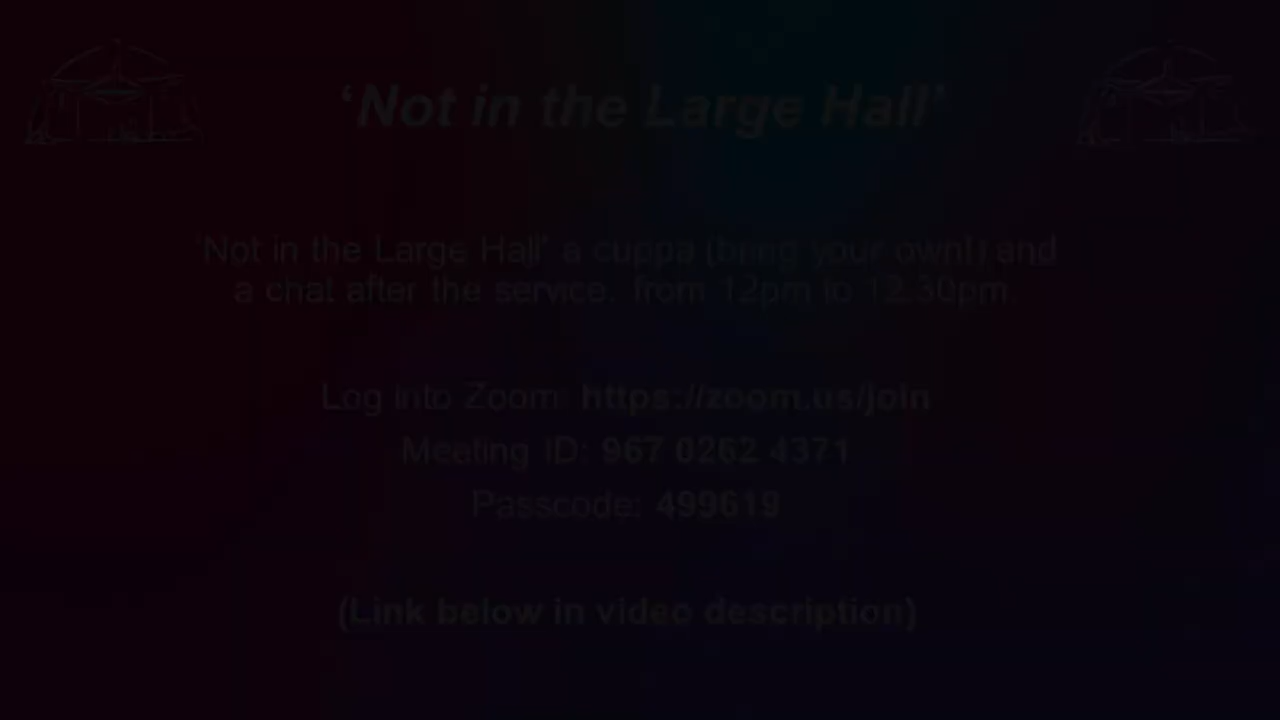 ‘Not in the Large Hall’
'Not in the Large Hall' a cuppa (bring your own!) and
a chat after the service, from 12pm to 12.30pm.
Log into Zoom: https://zoom.us/join
Meeting ID: 967 0262 4371
Passcode: 499619
(Link below in video description)